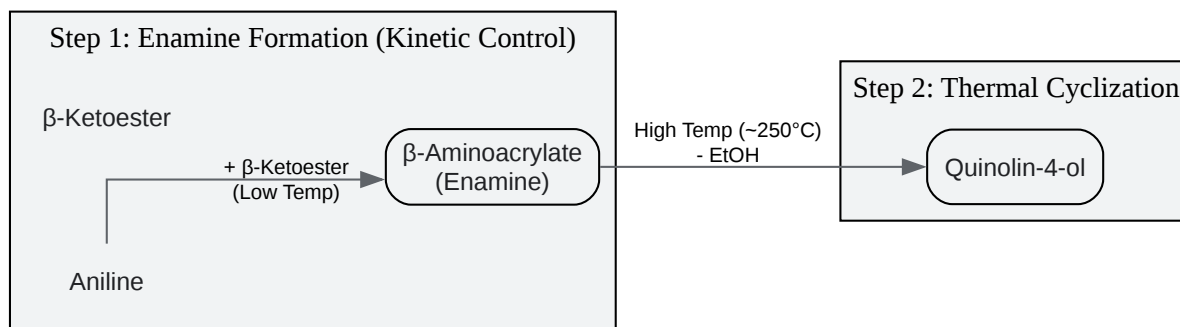 Step 1: Enamine Formation (Kinetic Control)
β-Ketoester
+ β-Ketoester
(Low Temp)
β-Aminoacrylate
(Enamine)
Aniline
High Temp (~250°C)
- EtOH
Step 2: Thermal Cyclization
Quinolin-4-ol